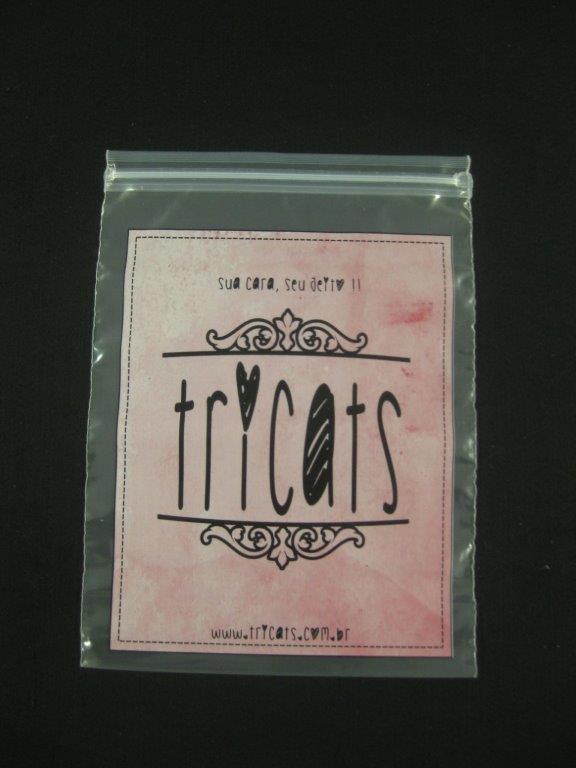 sua cara, seu jeito !!
tricats
www.tricats.com.br